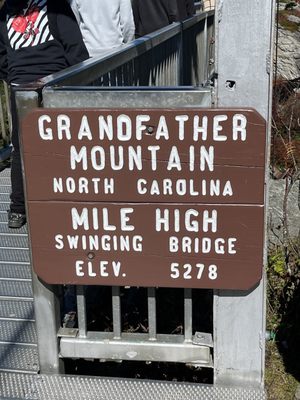 GRANDFATHER
MOUNTAIN
NORTH CAROLINA
MILE HIGH
SWINGING BRIDGE
ELEV. 5278